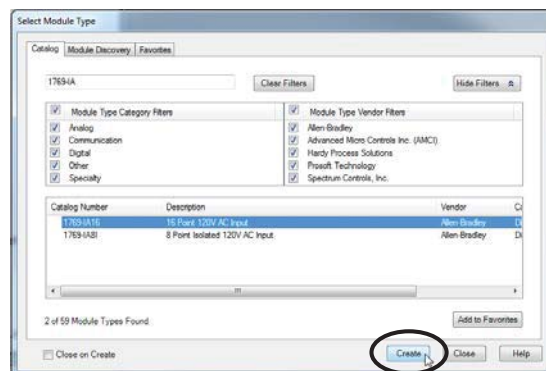 Select Module Type
Catalog Module Discovery Favorites
1769-IA Clear Filters Hide Filters
Module Type Category Filters
Analog
Communication
Digital
Other
Specialty
Module Type Vendor Filters
Allen-Bradley
Advanced Micro Controls Inc. (AMCI)
Hardy Process Solutions
Prosoft Technology
Spectrum Controls, Inc.
Catalog Number Description Vendor
1769-IA16 16 Point 120V AC Input Allen-Bradley
1769-IA8I 8 Point Isolated 120V AC Input Allen-Bradley
2 of 59 Module Types Found Add to Favorites
Close on Create Create Close Help